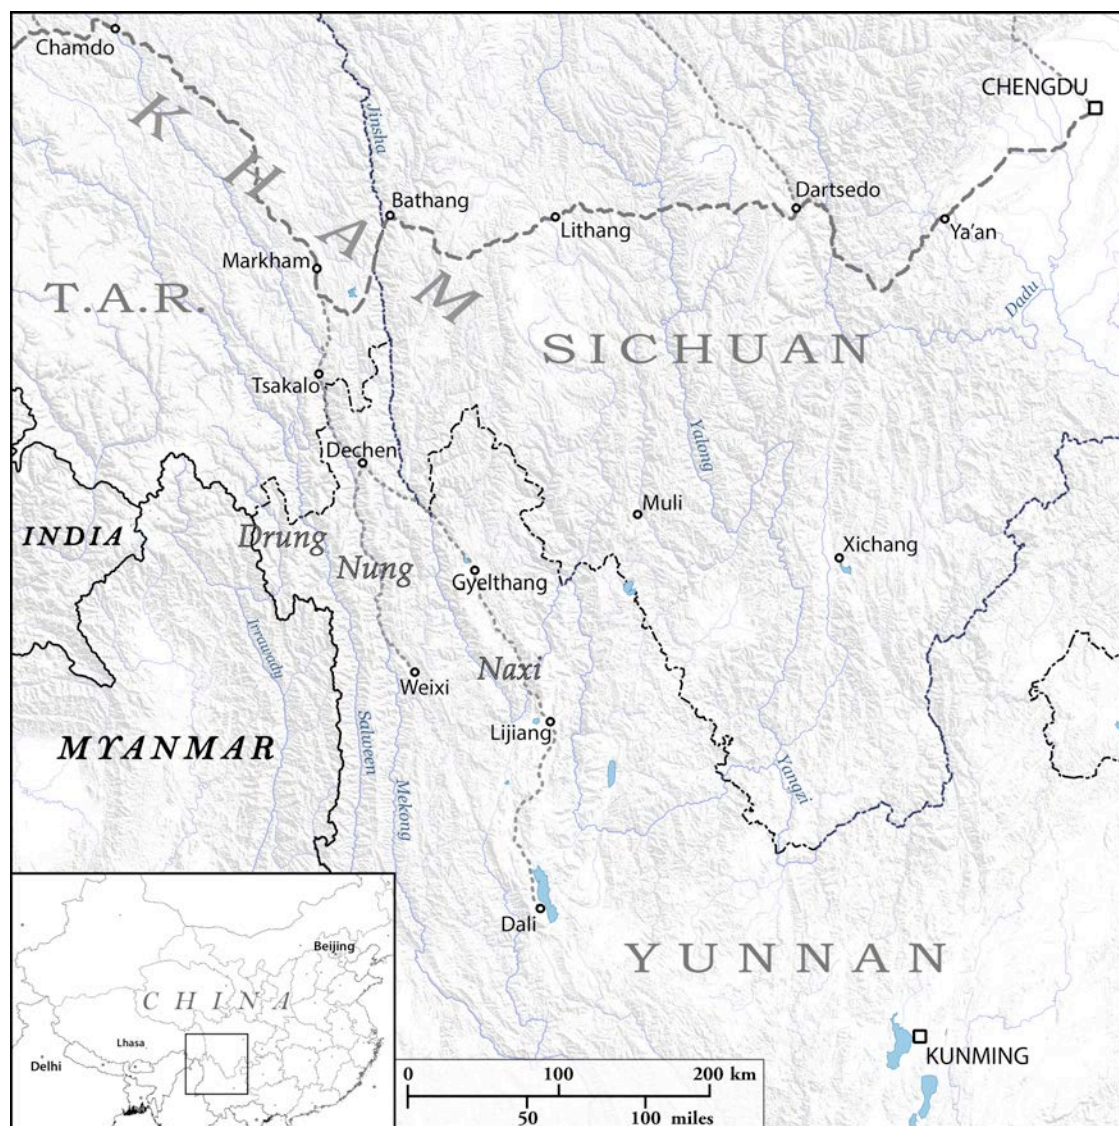 Chamdo
CHENGDU
KHAM
Jinsha
Bathang
Dartsedo
Lithang
Ya'an
Markham
T.A.R.
Dadu
SICHUAN
Tsakalo
Yalong
Dechen
Muli
INDIA
Drung
Xichang
Nung
Gyelthang
Irrawady
Naxi
Weixi
Lijiang
Salween
MYANMAR
Mekong
Yangzi
Dali
YUNNAN
Beijing
CHINA
Lhasa
Delhi
KUNMING
0 100 200 km
50 100 miles